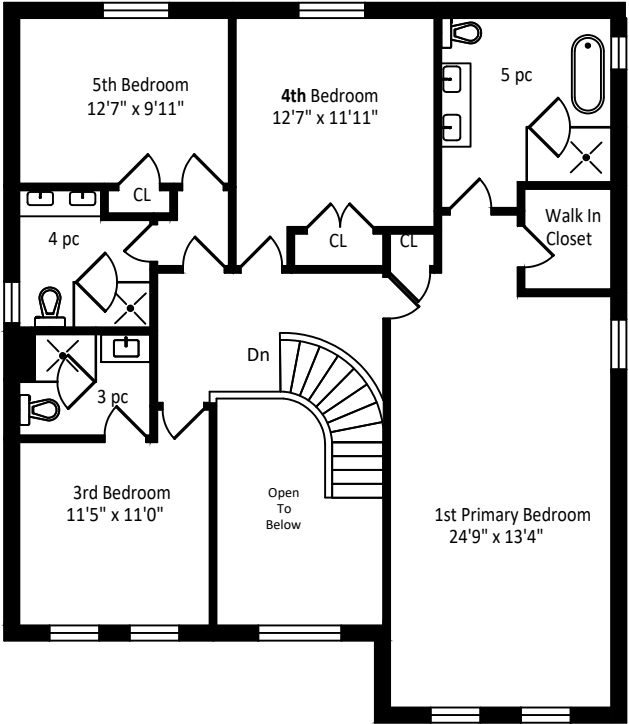 5th Bedroom
12'7" x 9'11"
4th Bedroom
12'7" x 11'11"
5 pc
CL
4 pc
CL
CL
Walk In
Closet
Dn
3 pc
3rd Bedroom
11'5" x 11'0"
Open
To
Below
1st Primary Bedroom
24'9" x 13'4"